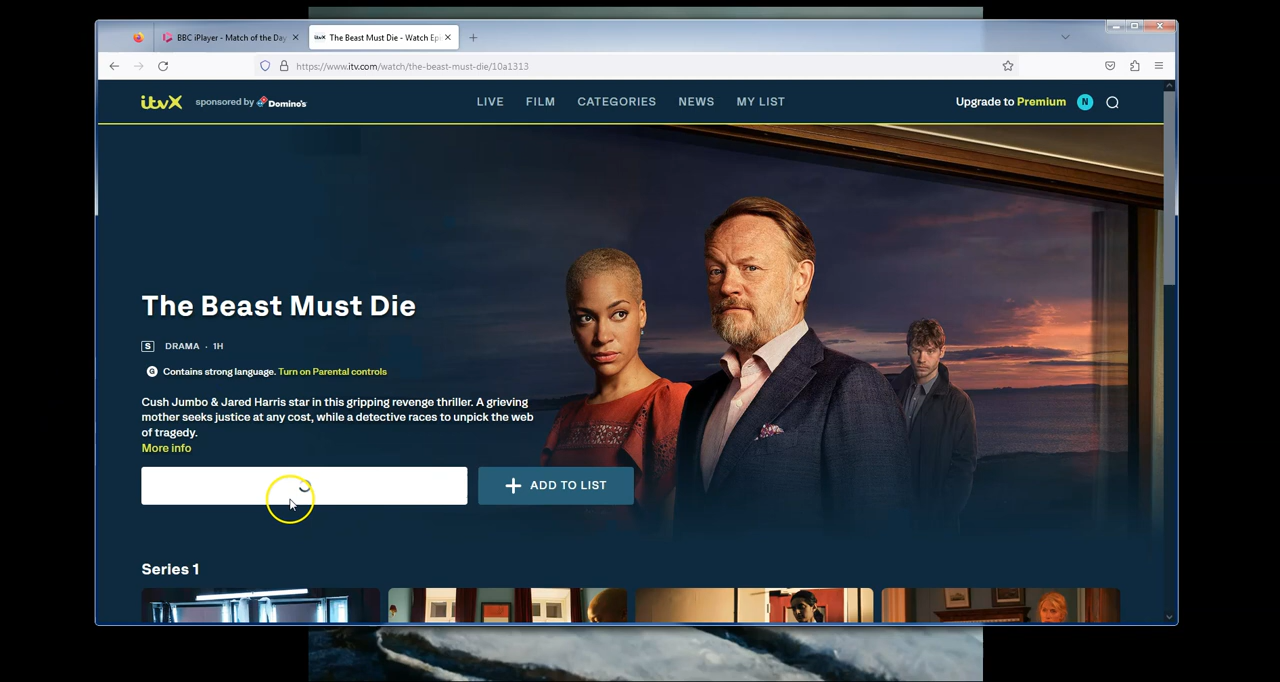 BBC iPlayer - Match of the Day
itvX The Beast Must Die - Watch Epi
https://www.itv.com/watch/the-beast-must-die/10a1313
itvX
sponsored by Domino's
LIVE FILM CATEGORIES NEWS MY LIST
Upgrade to Premium N
The Beast Must Die
S DRAMA · 1H
G Contains strong language. Turn on Parental controls
Cush Jumbo & Jared Harris star in this gripping revenge thriller. A grieving
mother seeks justice at any cost, while a detective races to unpick the web
of tragedy.
More info
+ ADD TO LIST
Series 1